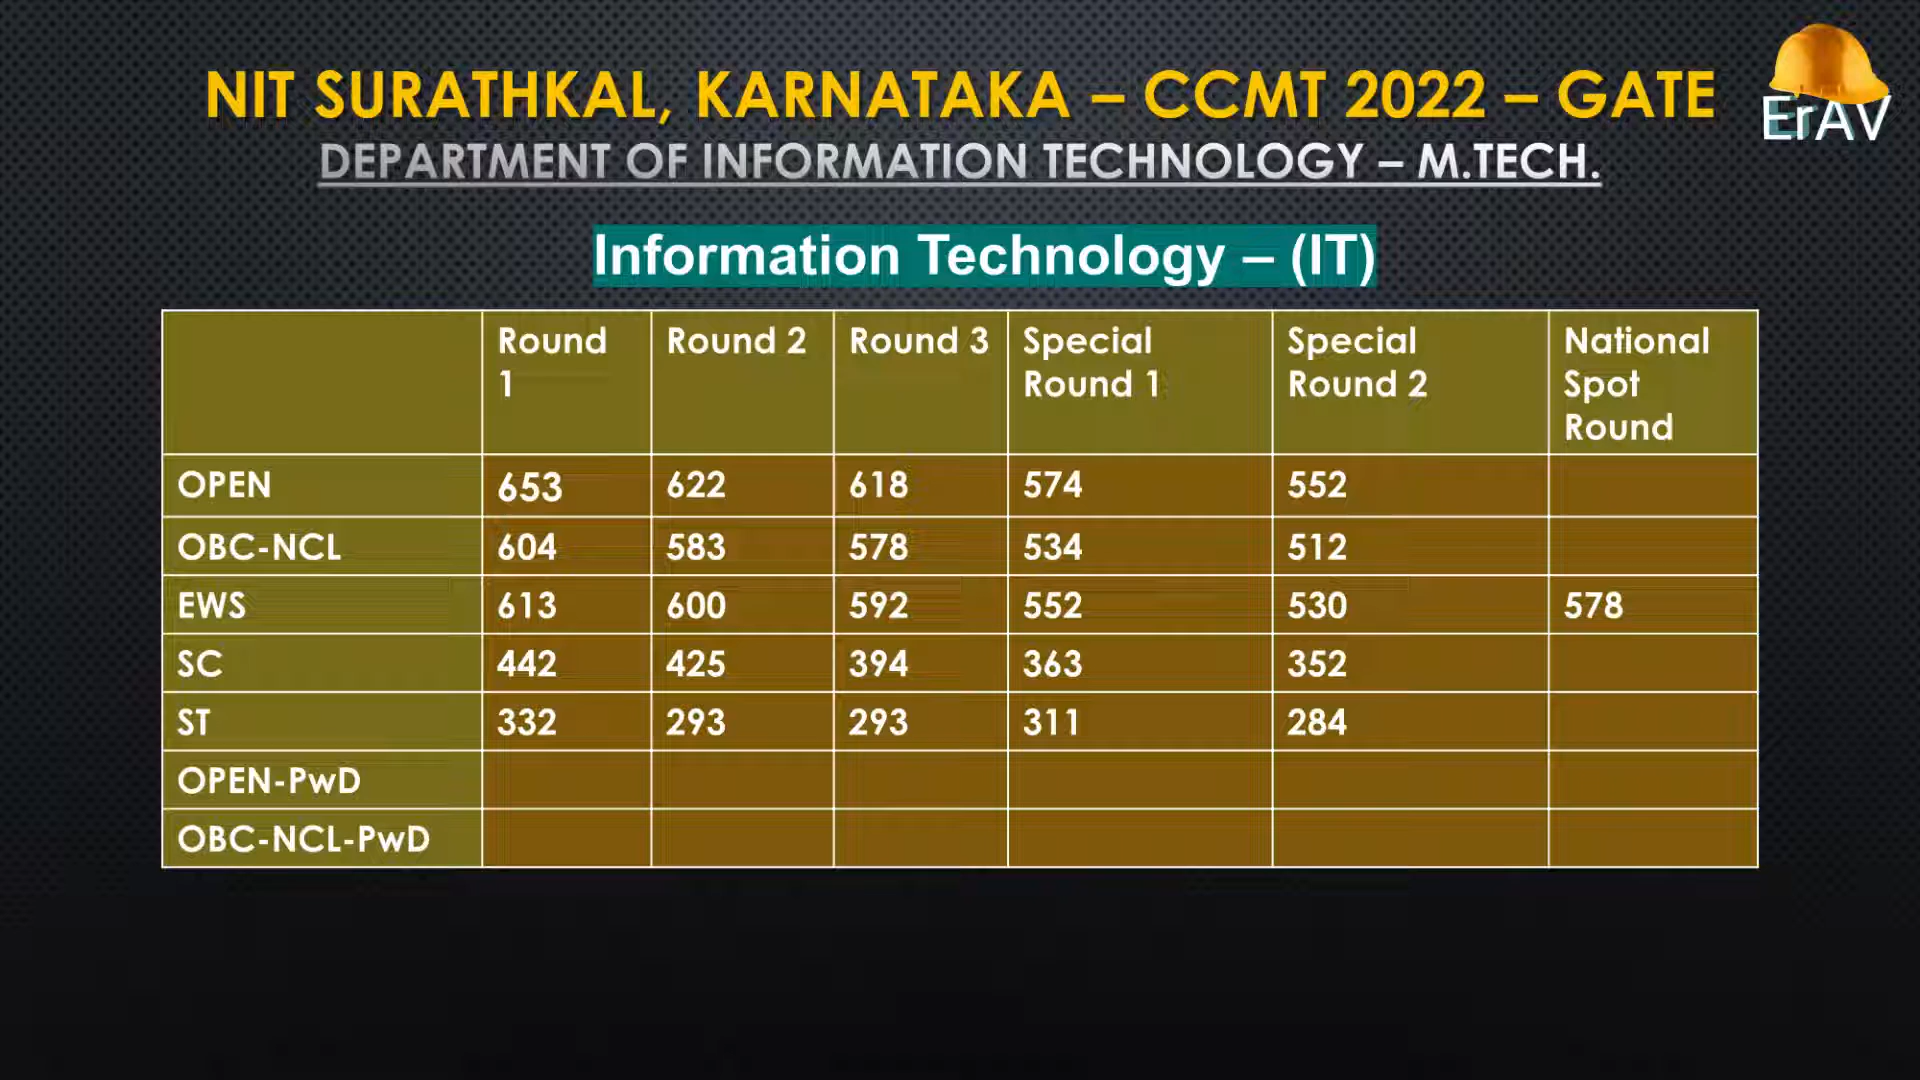 NIT SURATHKAL, KARNATAKA – CCMT 2022 – GATE
ErAV
DEPARTMENT OF INFORMATION TECHNOLOGY – M.TECH.
Information Technology – (IT)
Round 1 Round 2 Round 3 Special Round 1 Special Round 2 National Spot Round
OPEN 653 622 618 574 552
OBC-NCL 604 583 578 534 512
EWS 613 600 592 552 530 578
SC 442 425 394 363 352
ST 332 293 293 311 284
OPEN-PwD
OBC-NCL-PwD